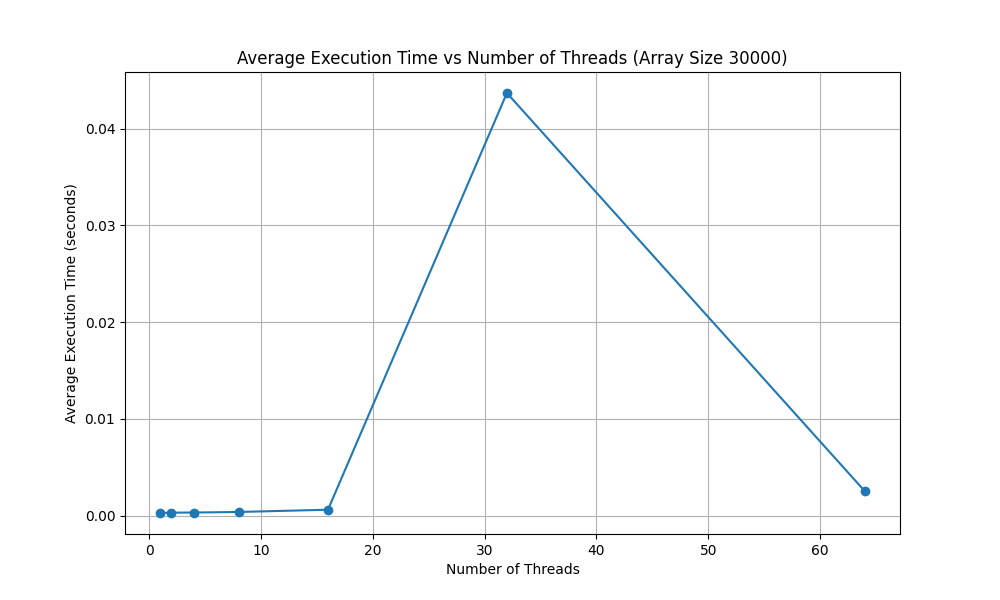 Average Execution Time vs Number of Threads (Array Size 30000)
Average Execution Time (seconds)
0.04
0.03
0.02
0.01
0.00
0 10 20 30 40 50 60
Number of Threads